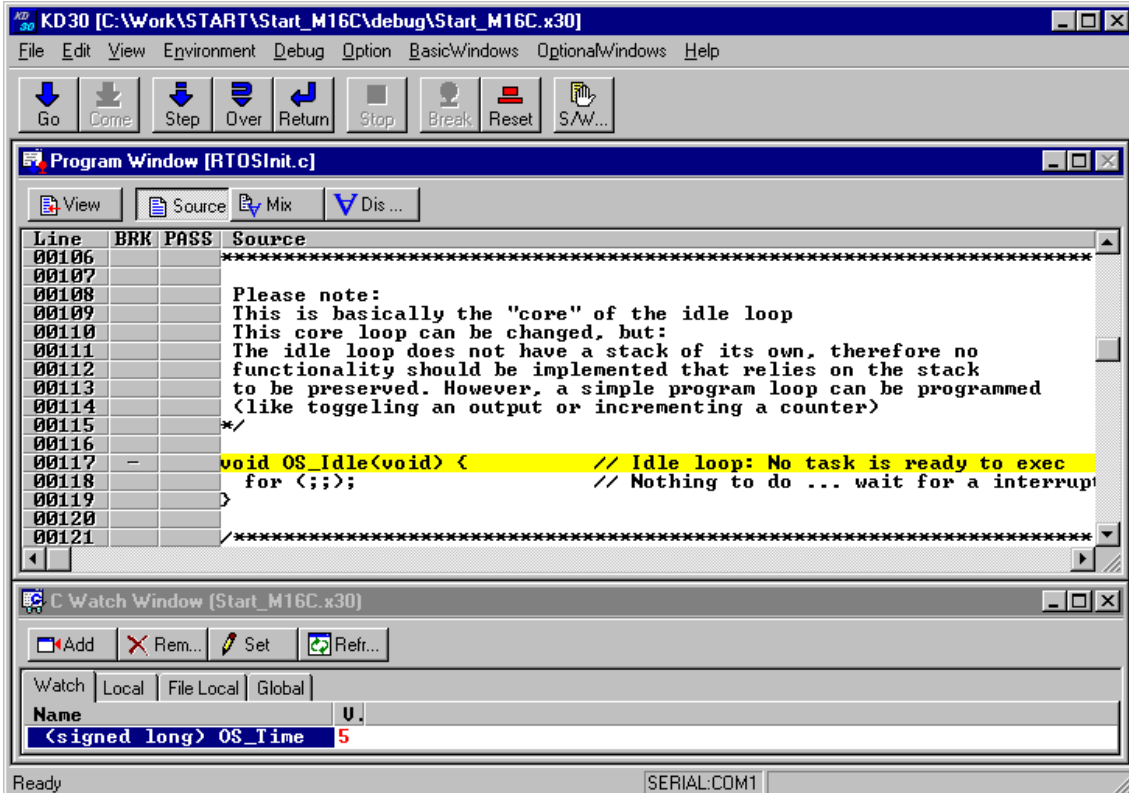 KD 30 KD30 [C:\Work\START\Start_M16C\debug\Start_M16C.x30]
File Edit View Environment Debug Option BasicWindows OptionalWindows Help
Go Come Step Over Return Stop Break Reset S/W...
Program Window [RTOSInit.c]
View Source Mix Dis ...
Line BRK PASS Source
00106 **********************************************************************
00107
00108 Please note:
00109 This is basically the "core" of the idle loop
00110 This core loop can be changed, but:
00111 The idle loop does not have a stack of its own, therefore no
00112 functionality should be implemented that relies on the stack
00113 to be preserved. However, a simple program loop can be programmed
00114 (like toggeling an output or incrementing a counter)
00115 */
00116
00117 - void OS_Idle(void) { // Idle loop: No task is ready to exec
00118 for (;;); // Nothing to do ... wait for a interrupt
00119 }
00120
00121 /*********************************************************************
C Watch Window (Start_M16C.x30)
Add Rem... Set Refr...
Watch Local File Local Global
Name V.
(signed long) OS_Time 5
Ready SERIAL:COM1